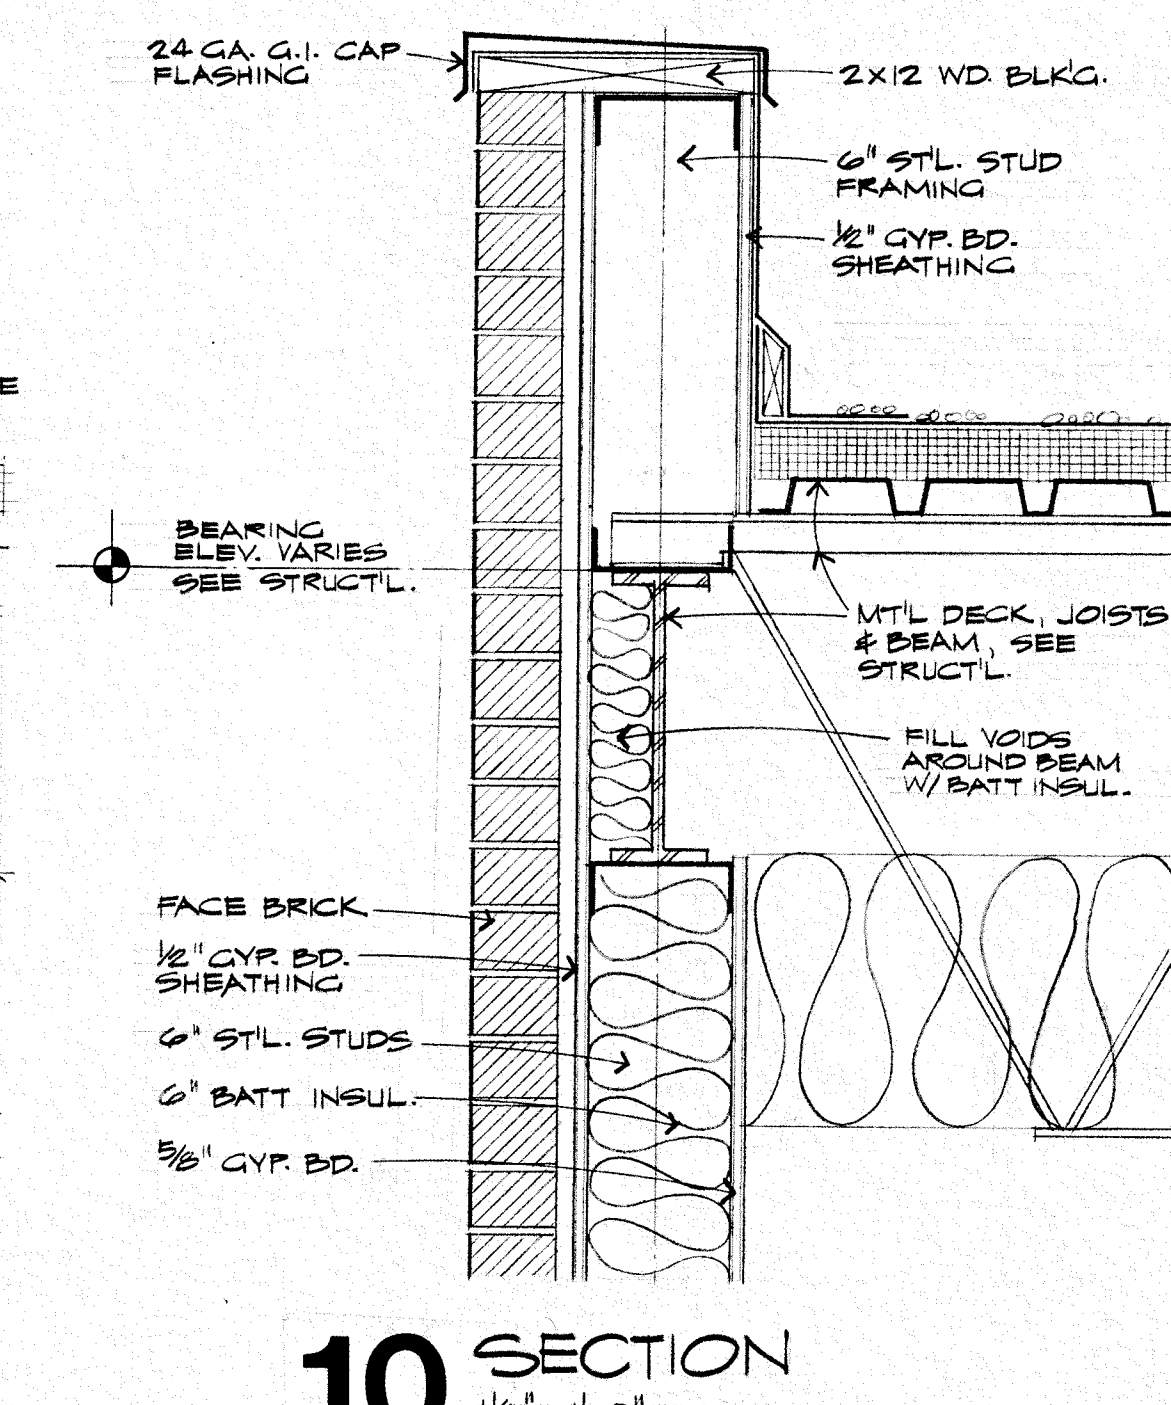 24 GA. G.I. CAP
FLASHING
2x12 WD. BLK'G.
6" ST'L. STUD
FRAMING
1/2" GYP. BD.
SHEATHING
E
BEARING
ELEV. VARIES
SEE STRUCT'L.
MT'L DECK, JOISTS
& BEAM, SEE
STRUCT'L.
FILL VOIDS
AROUND BEAM
W/ BATT INSUL.
FACE BRICK
1/2" GYP. BD.
SHEATHING
6" ST'L. STUDS
6" BATT INSUL.
5/8" GYP. BD.
10 SECTION